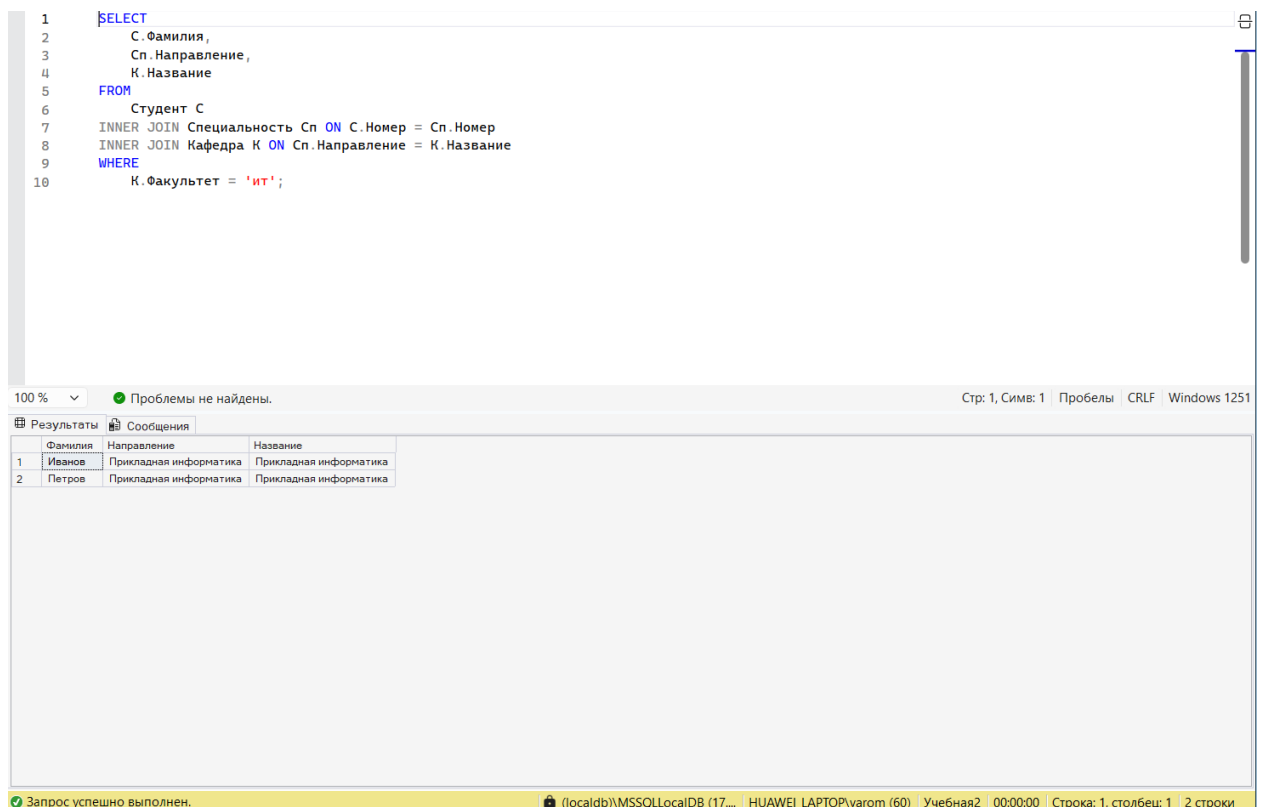 1 SELECT
2 С.Фамилия,
3 Сп.Направление,
4 К.Название
5 FROM
6 Студент С
7 INNER JOIN Специальность Сп ON С.Номер = Сп.Номер
8 INNER JOIN Кафедра К ON Сп.Направление = К.Название
9 WHERE
10 К.Факультет = 'ит';
100 % Проблемы не найдены. Стр: 1, Симв: 1 Пробелы CRLF Windows 1251
Результаты Сообщения
Фамилия Направление Название
1 Иванов Прикладная информатика Прикладная информатика
2 Петров Прикладная информатика Прикладная информатика
Запрос успешно выполнен. (localdb)\MSSQLLocalDB (17.... HUAWEI_LAPTOP\varom (60) Учебная2 00:00:00 Строка: 1, столбец: 1 2 строки